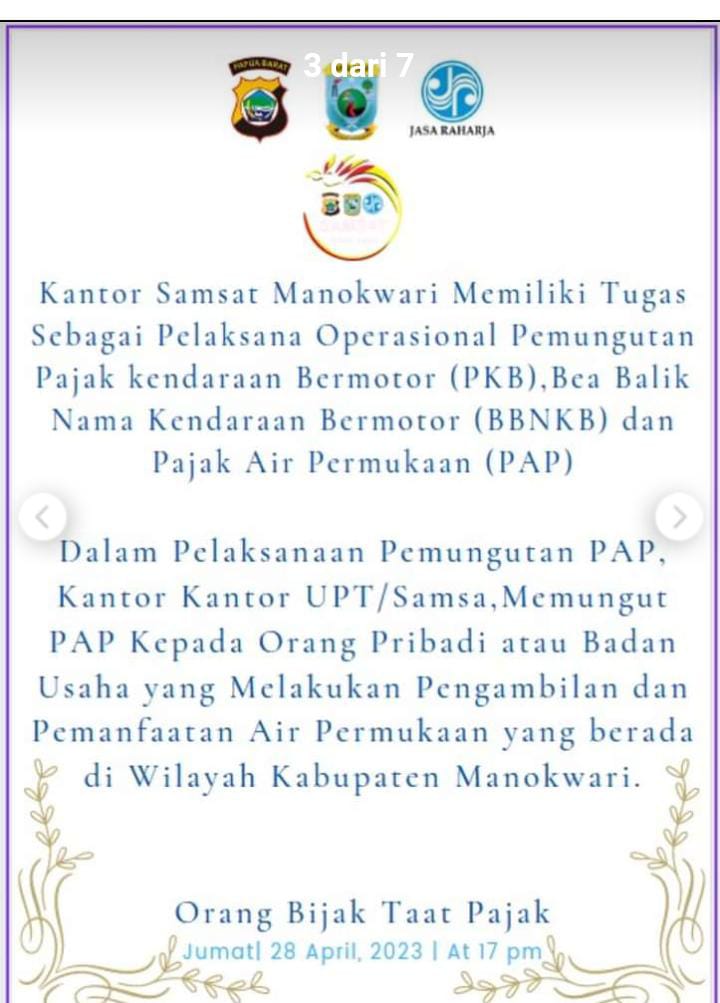 3 dari 7
PAPUA BARAT
JASA RAHARJA
SAMSAT
Kantor Samsat Manokwari Memiliki Tugas
Sebagai Pelaksana Operasional Pemungutan
Pajak kendaraan Bermotor (PKB),Bea Balik
Nama Kendaraan Bermotor (BBNKB) dan
Pajak Air Permukaan (PAP)
Dalam Pelaksanaan Pemungutan PAP,
Kantor Kantor UPT/Samsa,Memungut
PAP Kepada Orang Pribadi atau Badan
Usaha yang Melakukan Pengambilan dan
Pemanfaatan Air Permukaan yang berada
di Wilayah Kabupaten Manokwari.
Orang Bijak Taat Pajak
Jumat| 28 April, 2023 | At 17 pm